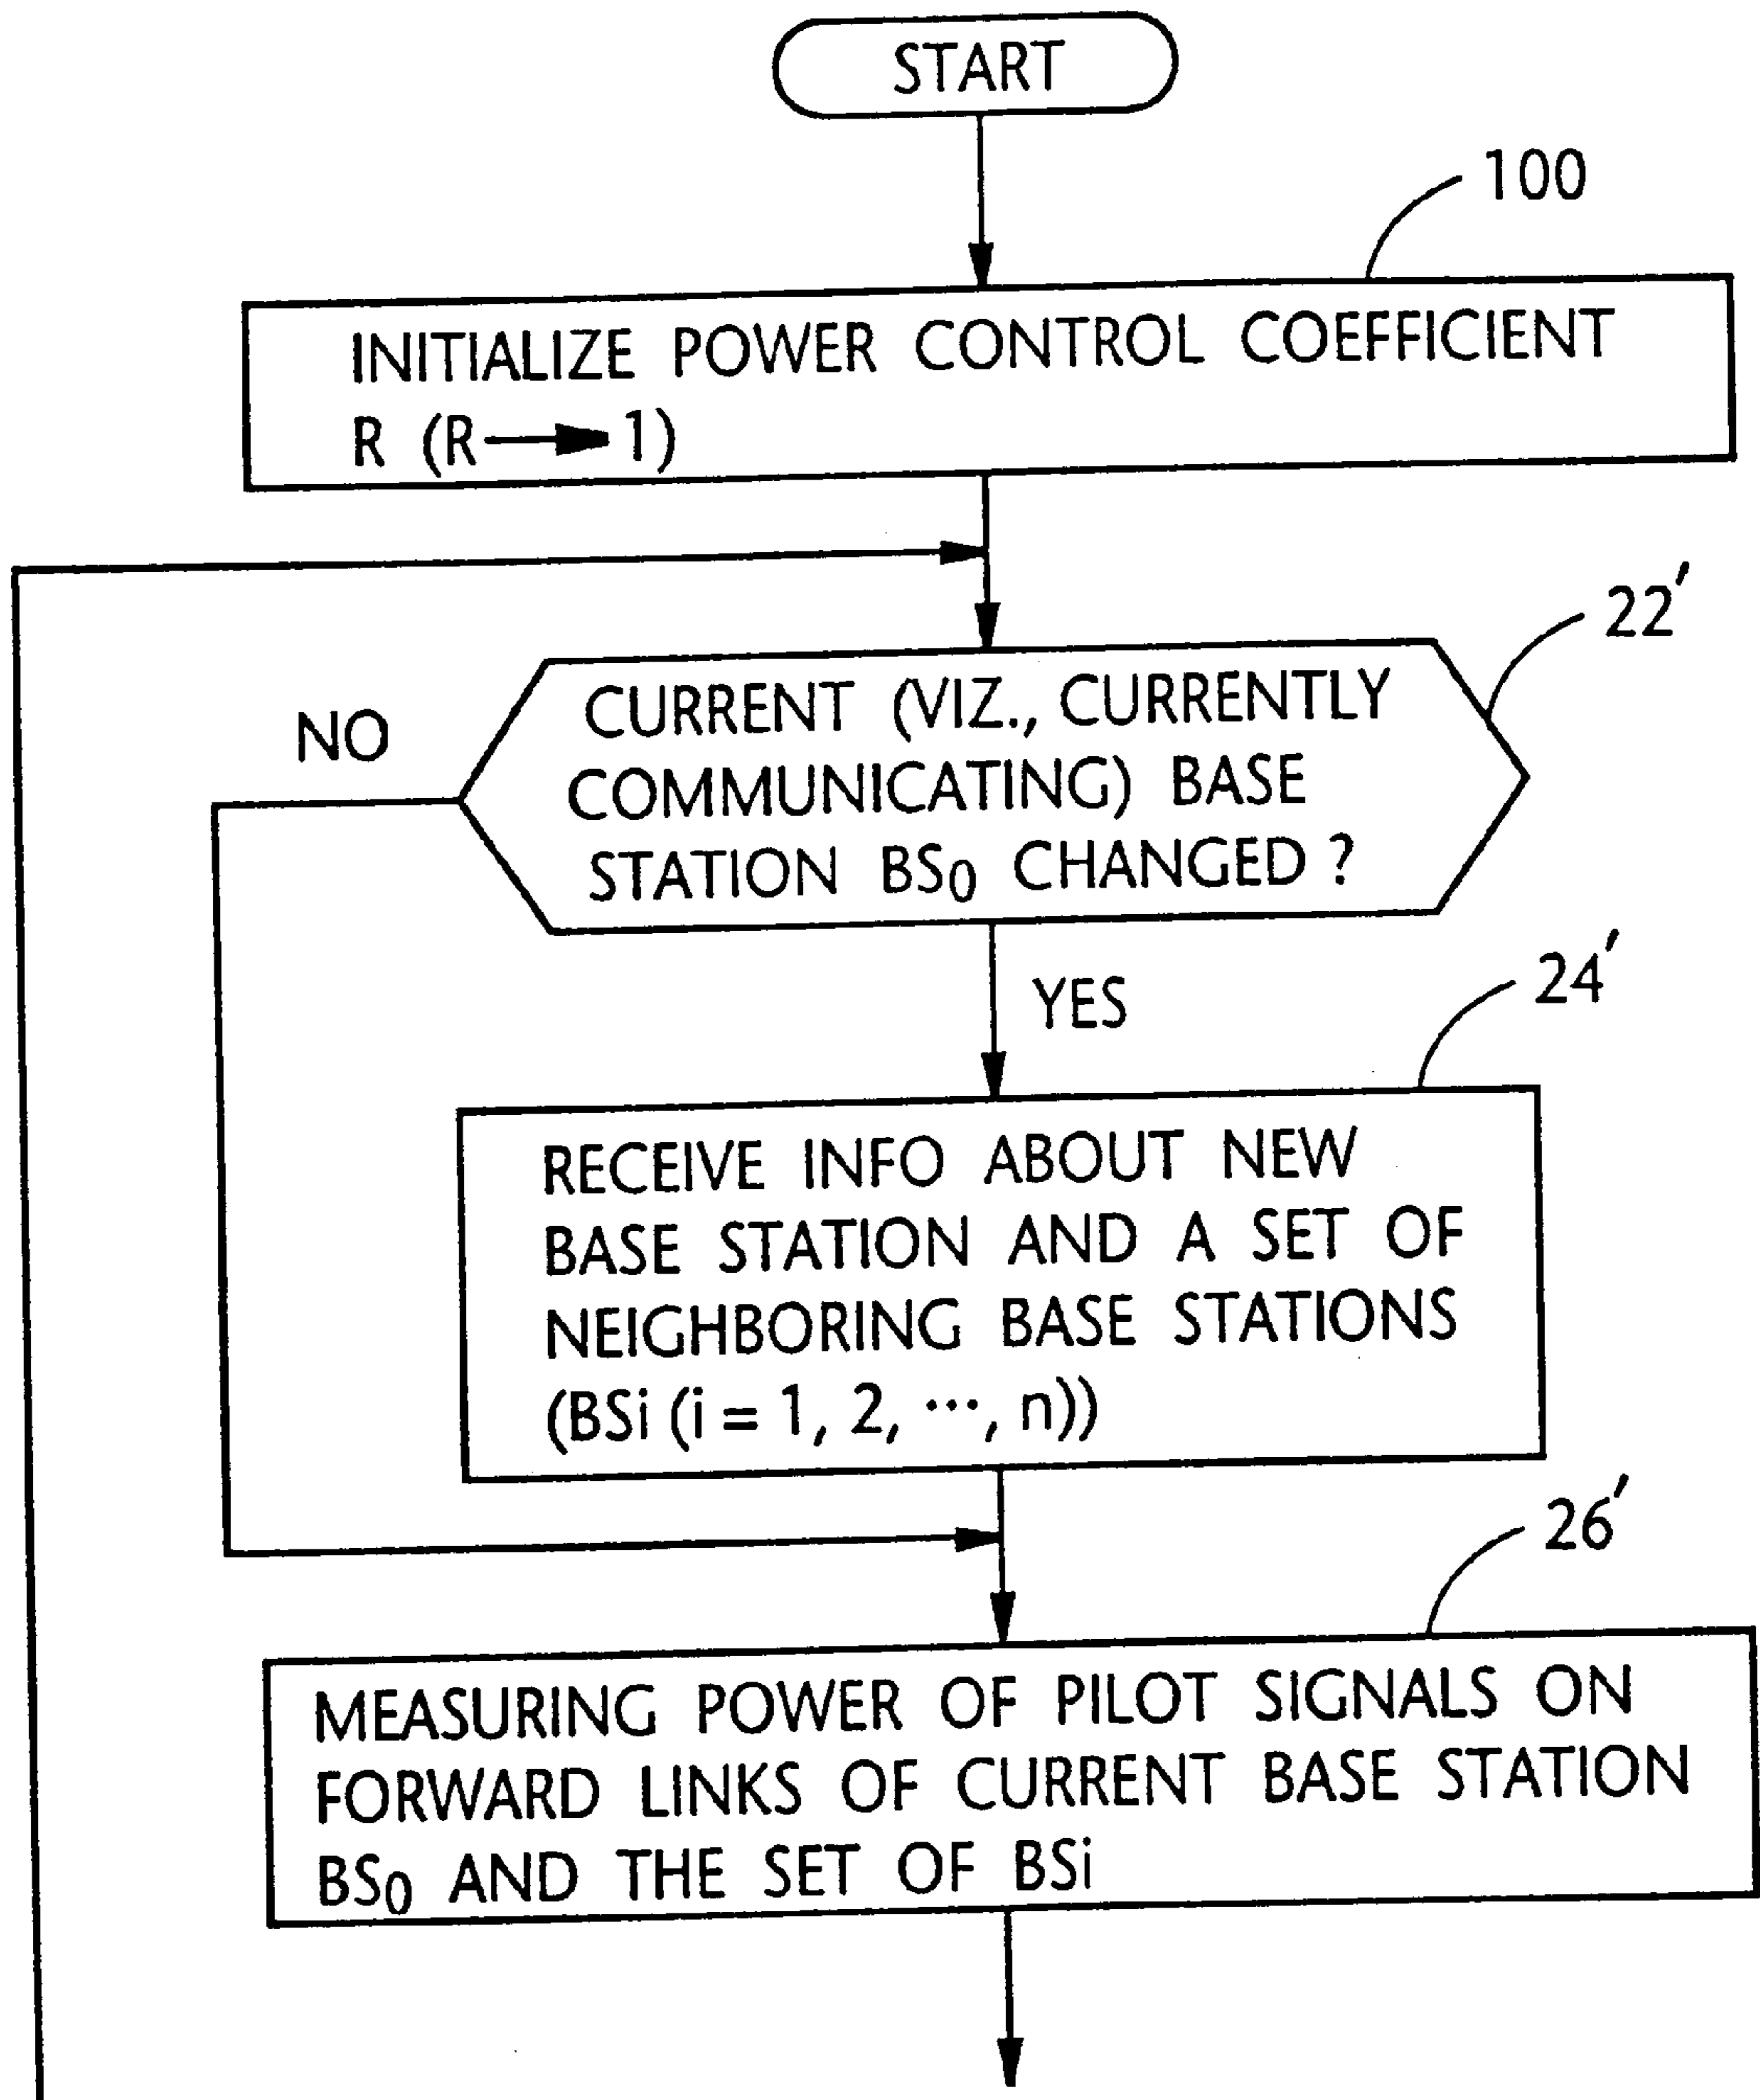 START
100
INITIALIZE POWER CONTROL COEFFICIENT
R (R → 1)
22'
CURRENT (VIZ., CURRENTLY
COMMUNICATING) BASE
STATION BS0 CHANGED ?
NO
YES
24'
RECEIVE INFO ABOUT NEW
BASE STATION AND A SET OF
NEIGHBORING BASE STATIONS
(BSi (i = 1, 2, ⋯, n))
26'
MEASURING POWER OF PILOT SIGNALS ON
FORWARD LINKS OF CURRENT BASE STATION
BS0 AND THE SET OF BSi